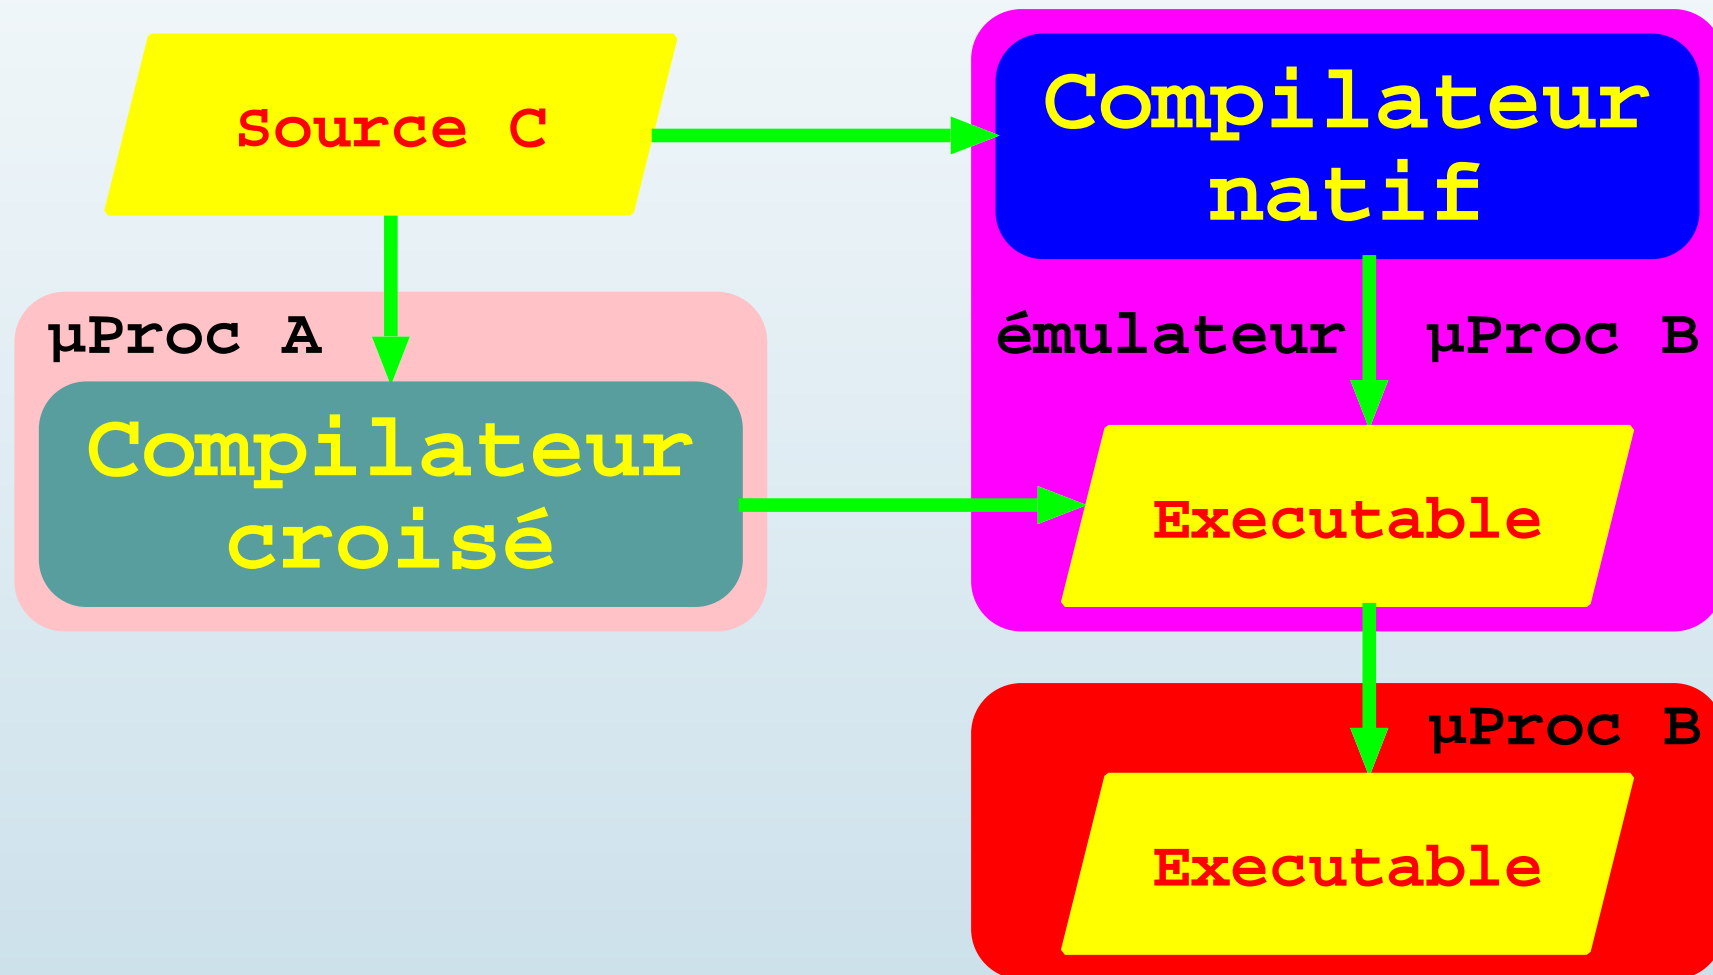 Source C
Compilateur
natif
µProc A
émulateur
µProc B
Compilateur
croisé
Executable
µProc B
Executable